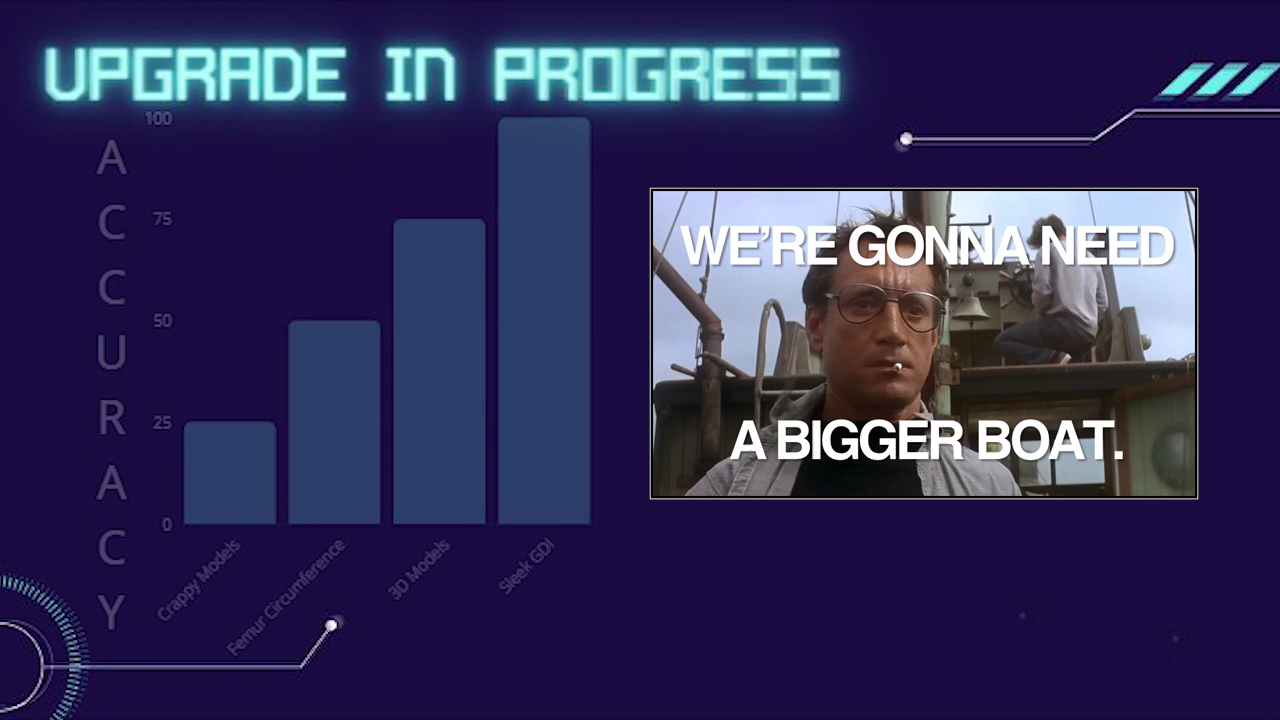 UPGRADE IN PROGRESS
100
75
50
25
0
A
C
C
U
R
A
C
Y
Crappy Models
Femur Circumference
3D Models
Sleek GDI
WE'RE GONNA NEED
A BIGGER BOAT.